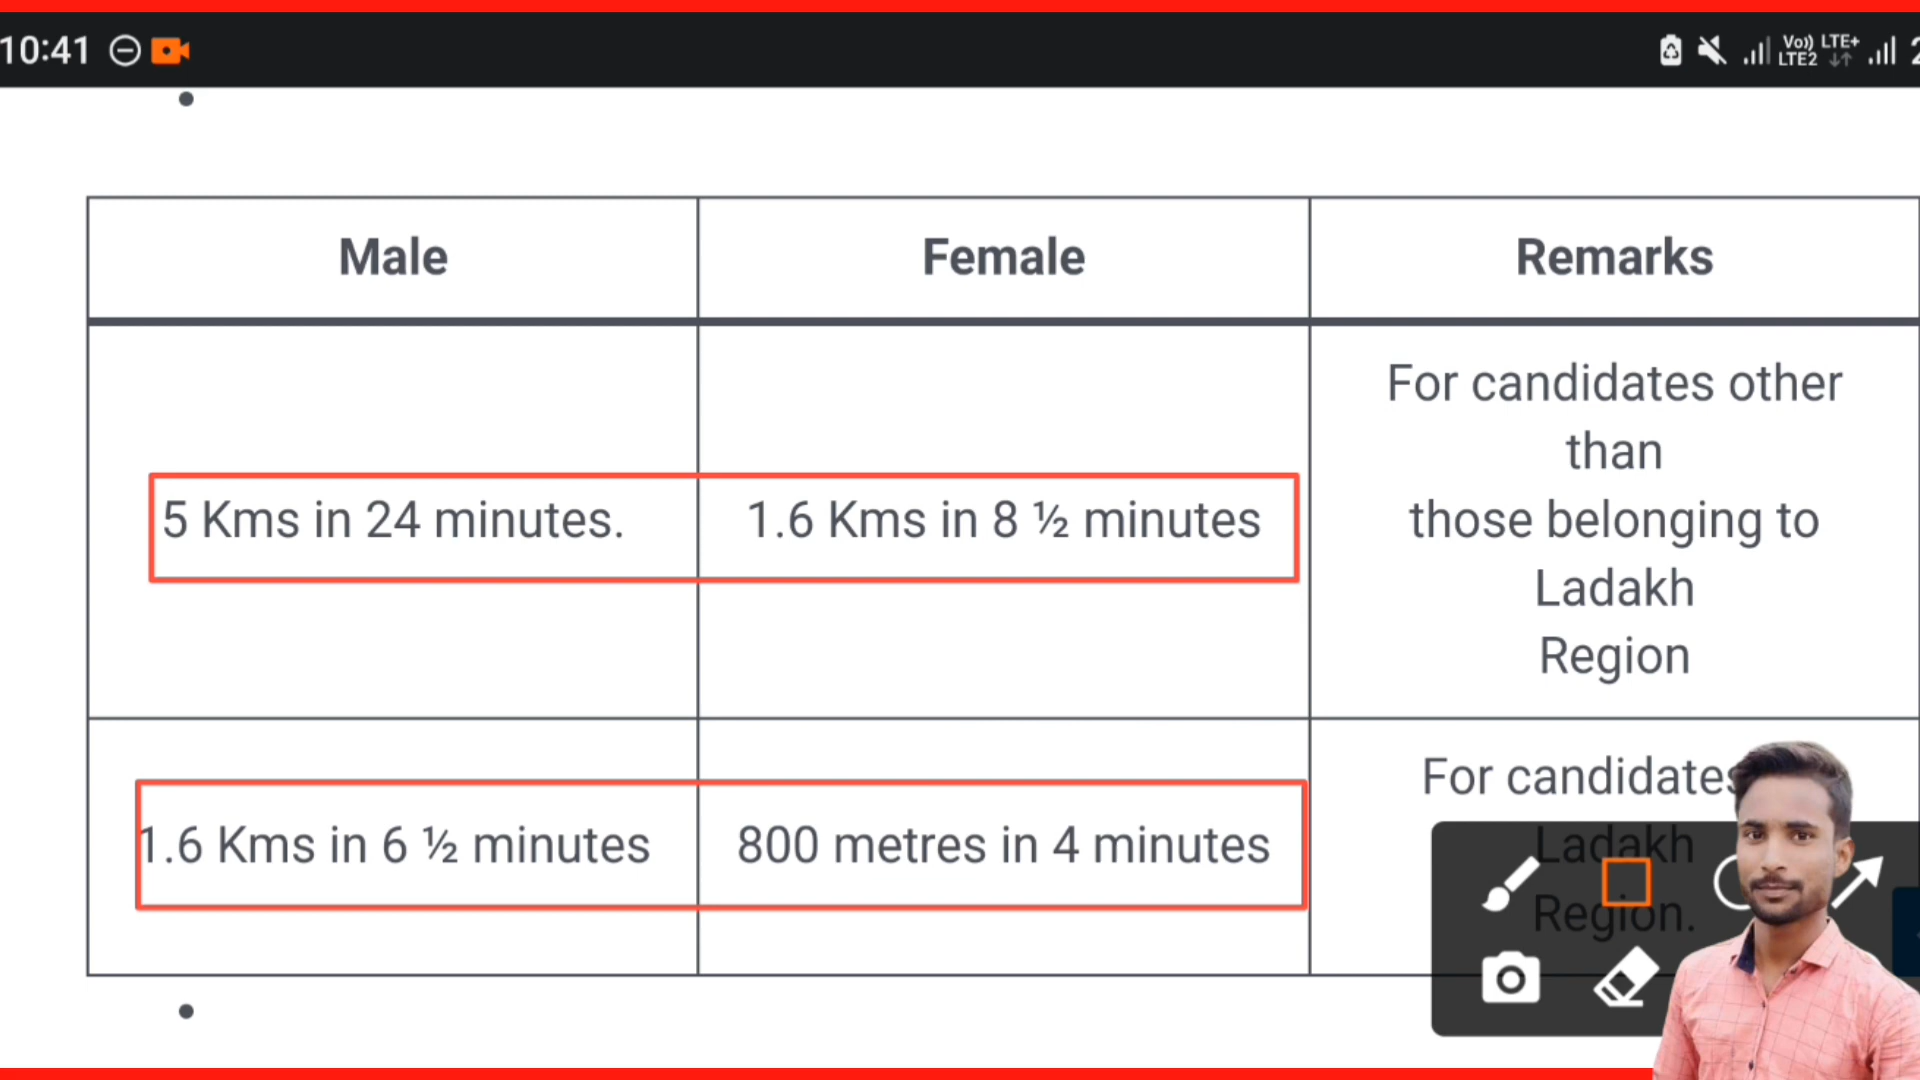 10:41
Vo)) LTE+
LTE2
Male
Female
Remarks
5 Kms in 24 minutes.
1.6 Kms in 8 ½ minutes
For candidates other
than
those belonging to
Ladakh
Region
1.6 Kms in 6 ½ minutes
800 metres in 4 minutes
For candidates
Ladakh
Region.